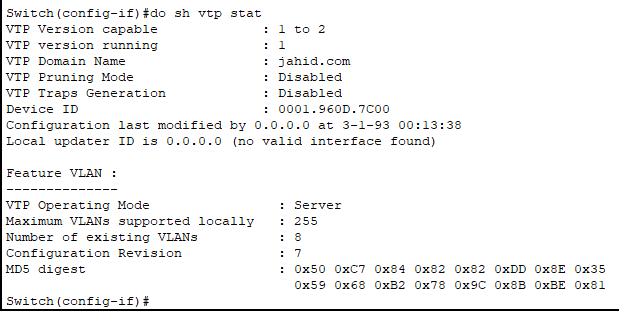 Switch(config-if)#do sh vtp stat
VTP Version capable : 1 to 2
VTP version running : 1
VTP Domain Name : jahid.com
VTP Pruning Mode : Disabled
VTP Traps Generation : Disabled
Device ID : 0001.960D.7C00
Configuration last modified by 0.0.0.0 at 3-1-93 00:13:38
Local updater ID is 0.0.0.0 (no valid interface found)
Feature VLAN :
--------------
VTP Operating Mode : Server
Maximum VLANs supported locally : 255
Number of existing VLANs : 8
Configuration Revision : 7
MD5 digest : 0x50 0xC7 0x84 0x82 0x82 0xDD 0x8E 0x35
0x59 0x68 0xB2 0x78 0x9C 0x8B 0xBE 0x81
Switch(config-if)#